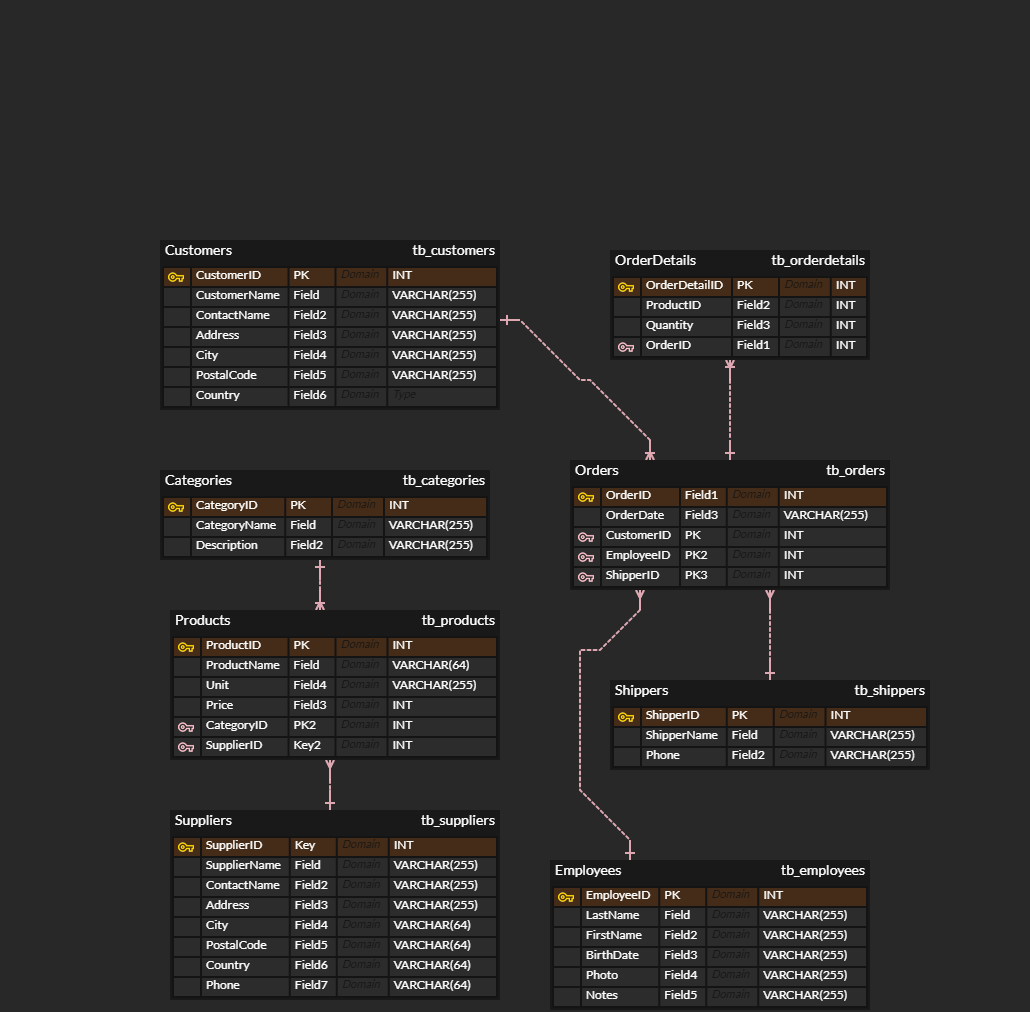 Customers tb_customers
CustomerID PK Domain INT
CustomerName Field Domain VARCHAR(255)
ContactName Field2 Domain VARCHAR(255)
Address Field3 Domain VARCHAR(255)
City Field4 Domain VARCHAR(255)
PostalCode Field5 Domain VARCHAR(255)
Country Field6 Domain Type
OrderDetails tb_orderdetails
OrderDetailID PK Domain INT
ProductID Field2 Domain INT
Quantity Field3 Domain INT
OrderID Field1 Domain INT
Categories tb_categories
CategoryID PK Domain INT
CategoryName Field Domain VARCHAR(255)
Description Field2 Domain VARCHAR(255)
Orders tb_orders
OrderID Field1 Domain INT
OrderDate Field3 Domain VARCHAR(255)
CustomerID PK Domain INT
EmployeeID PK2 Domain INT
ShipperID PK3 Domain INT
Products tb_products
ProductID PK Domain INT
ProductName Field Domain VARCHAR(64)
Unit Field4 Domain VARCHAR(255)
Price Field3 Domain INT
CategoryID PK2 Domain INT
SupplierID Key2 Domain INT
Shippers tb_shippers
ShipperID PK Domain INT
ShipperName Field Domain VARCHAR(255)
Phone Field2 Domain VARCHAR(255)
Suppliers tb_suppliers
SupplierID Key Domain INT
SupplierName Field Domain VARCHAR(255)
ContactName Field2 Domain VARCHAR(255)
Address Field3 Domain VARCHAR(255)
City Field4 Domain VARCHAR(64)
PostalCode Field5 Domain VARCHAR(64)
Country Field6 Domain VARCHAR(64)
Phone Field7 Domain VARCHAR(64)
Employees tb_employees
EmployeeID PK Domain INT
LastName Field Domain VARCHAR(255)
FirstName Field2 Domain VARCHAR(255)
BirthDate Field3 Domain VARCHAR(255)
Photo Field4 Domain VARCHAR(255)
Notes Field5 Domain VARCHAR(255)